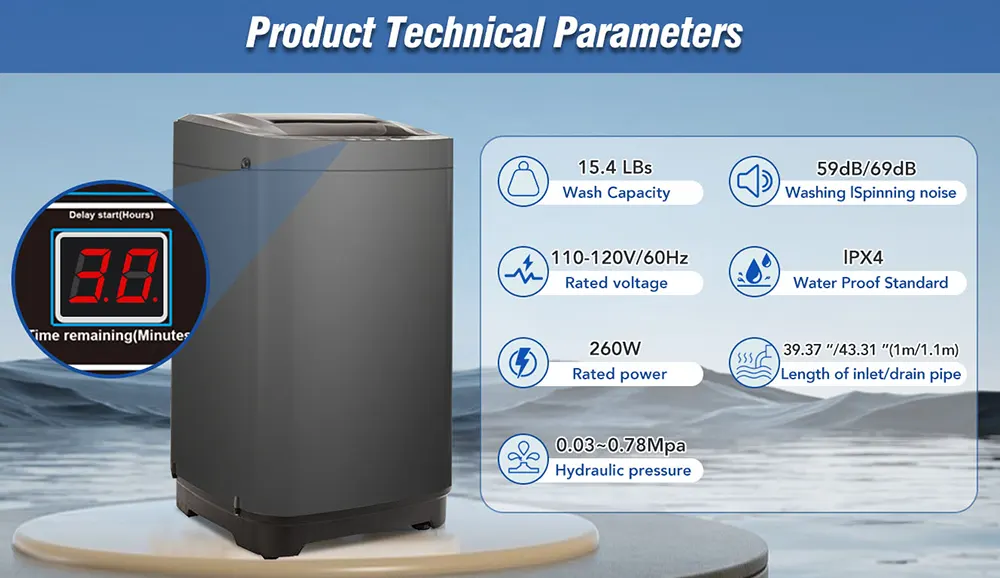 Product Technical Parameters
Delay start(Hours)
3.0.
Time remaining(Minutes
15.4 LBs
Wash Capacity
59dB/69dB
Washing |Spinning noise
110-120V/60Hz
Rated voltage
IPX4
Water Proof Standard
260W
Rated power
39.37 "/43.31 "(1m/1.1m)
Length of inlet/drain pipe
0.03~0.78Mpa
Hydraulic pressure